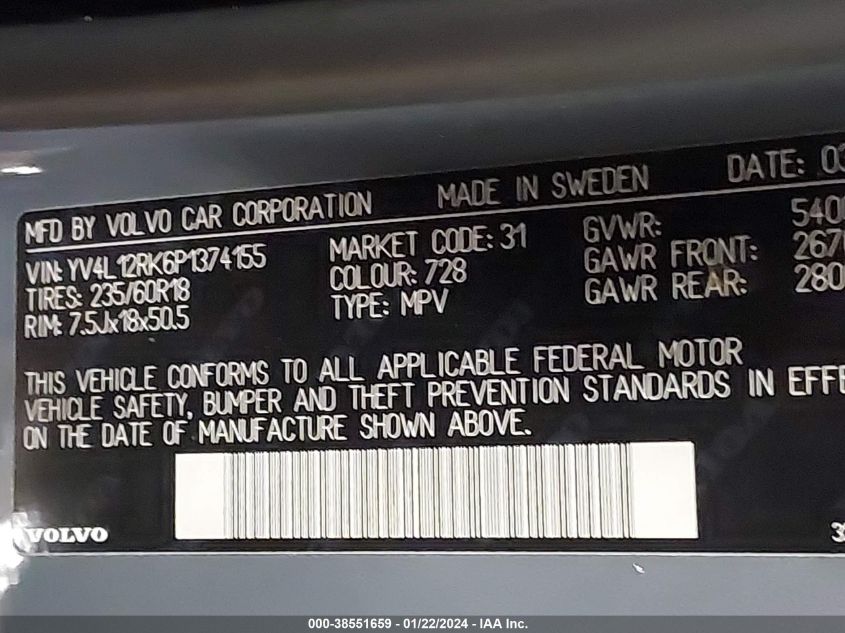 MFD BY VOLVO CAR CORPORATION MADE IN SWEDEN DATE:
VIN: YV4L12RK6P1374155 MARKET CODE: 31 GVWR:
TIRES: 235/60R18 COLOUR: 728 GAWR FRONT:
RIM: 7.5Jx18x50.5 TYPE: MPV GAWR REAR:
THIS VEHICLE CONFORMS TO ALL APPLICABLE FEDERAL MOTOR
VEHICLE SAFETY, BUMPER AND THEFT PREVENTION STANDARDS IN
ON THE DATE OF MANUFACTURE SHOWN ABOVE.
VOLVO
000-38551659 - 01/22/2024 - IAA Inc.